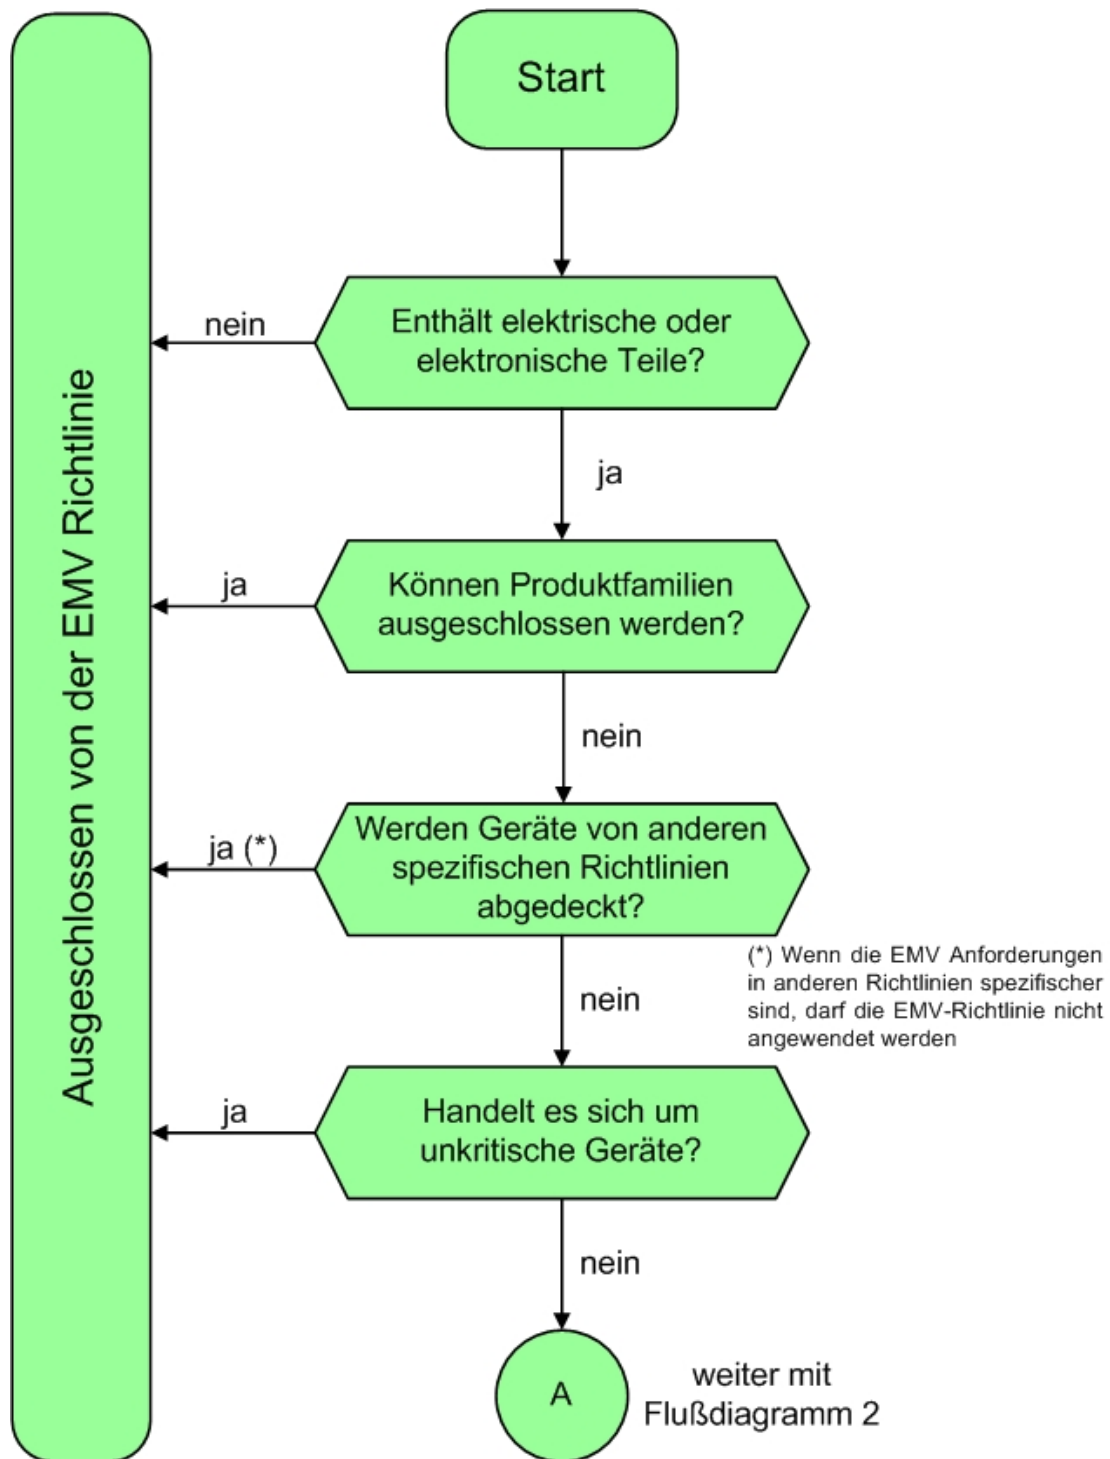 Start
Enthält elektrische oder
elektronische Teile?
nein
ja
Können Produktfamilien
ausgeschlossen werden?
ja
nein
Werden Geräte von anderen
spezifischen Richtlinien
abgedeckt?
ja (*)
(*) Wenn die EMV Anforderungen
in anderen Richtlinien spezifischer
sind, darf die EMV-Richtlinie nicht
angewendet werden
nein
Handelt es sich um
unkritische Geräte?
ja
nein
A
weiter mit
Flußdiagramm 2
Ausgeschlossen von der EMV Richtlinie